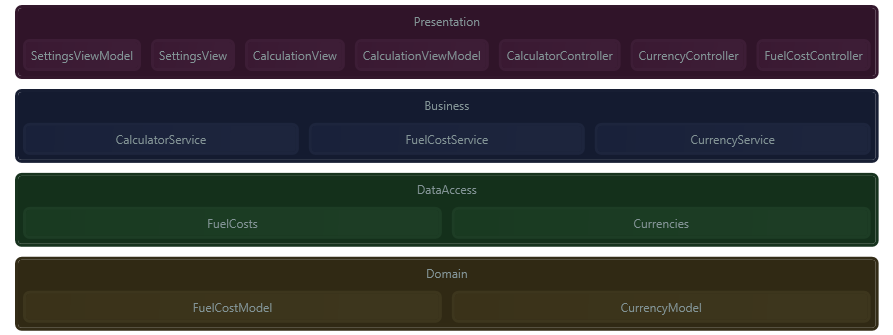 Presentation
SettingsViewModel SettingsView CalculationView CalculationViewModel CalculatorController CurrencyController FuelCostController
Business
CalculatorService FuelCostService CurrencyService
DataAccess
FuelCosts Currencies
Domain
FuelCostModel CurrencyModel